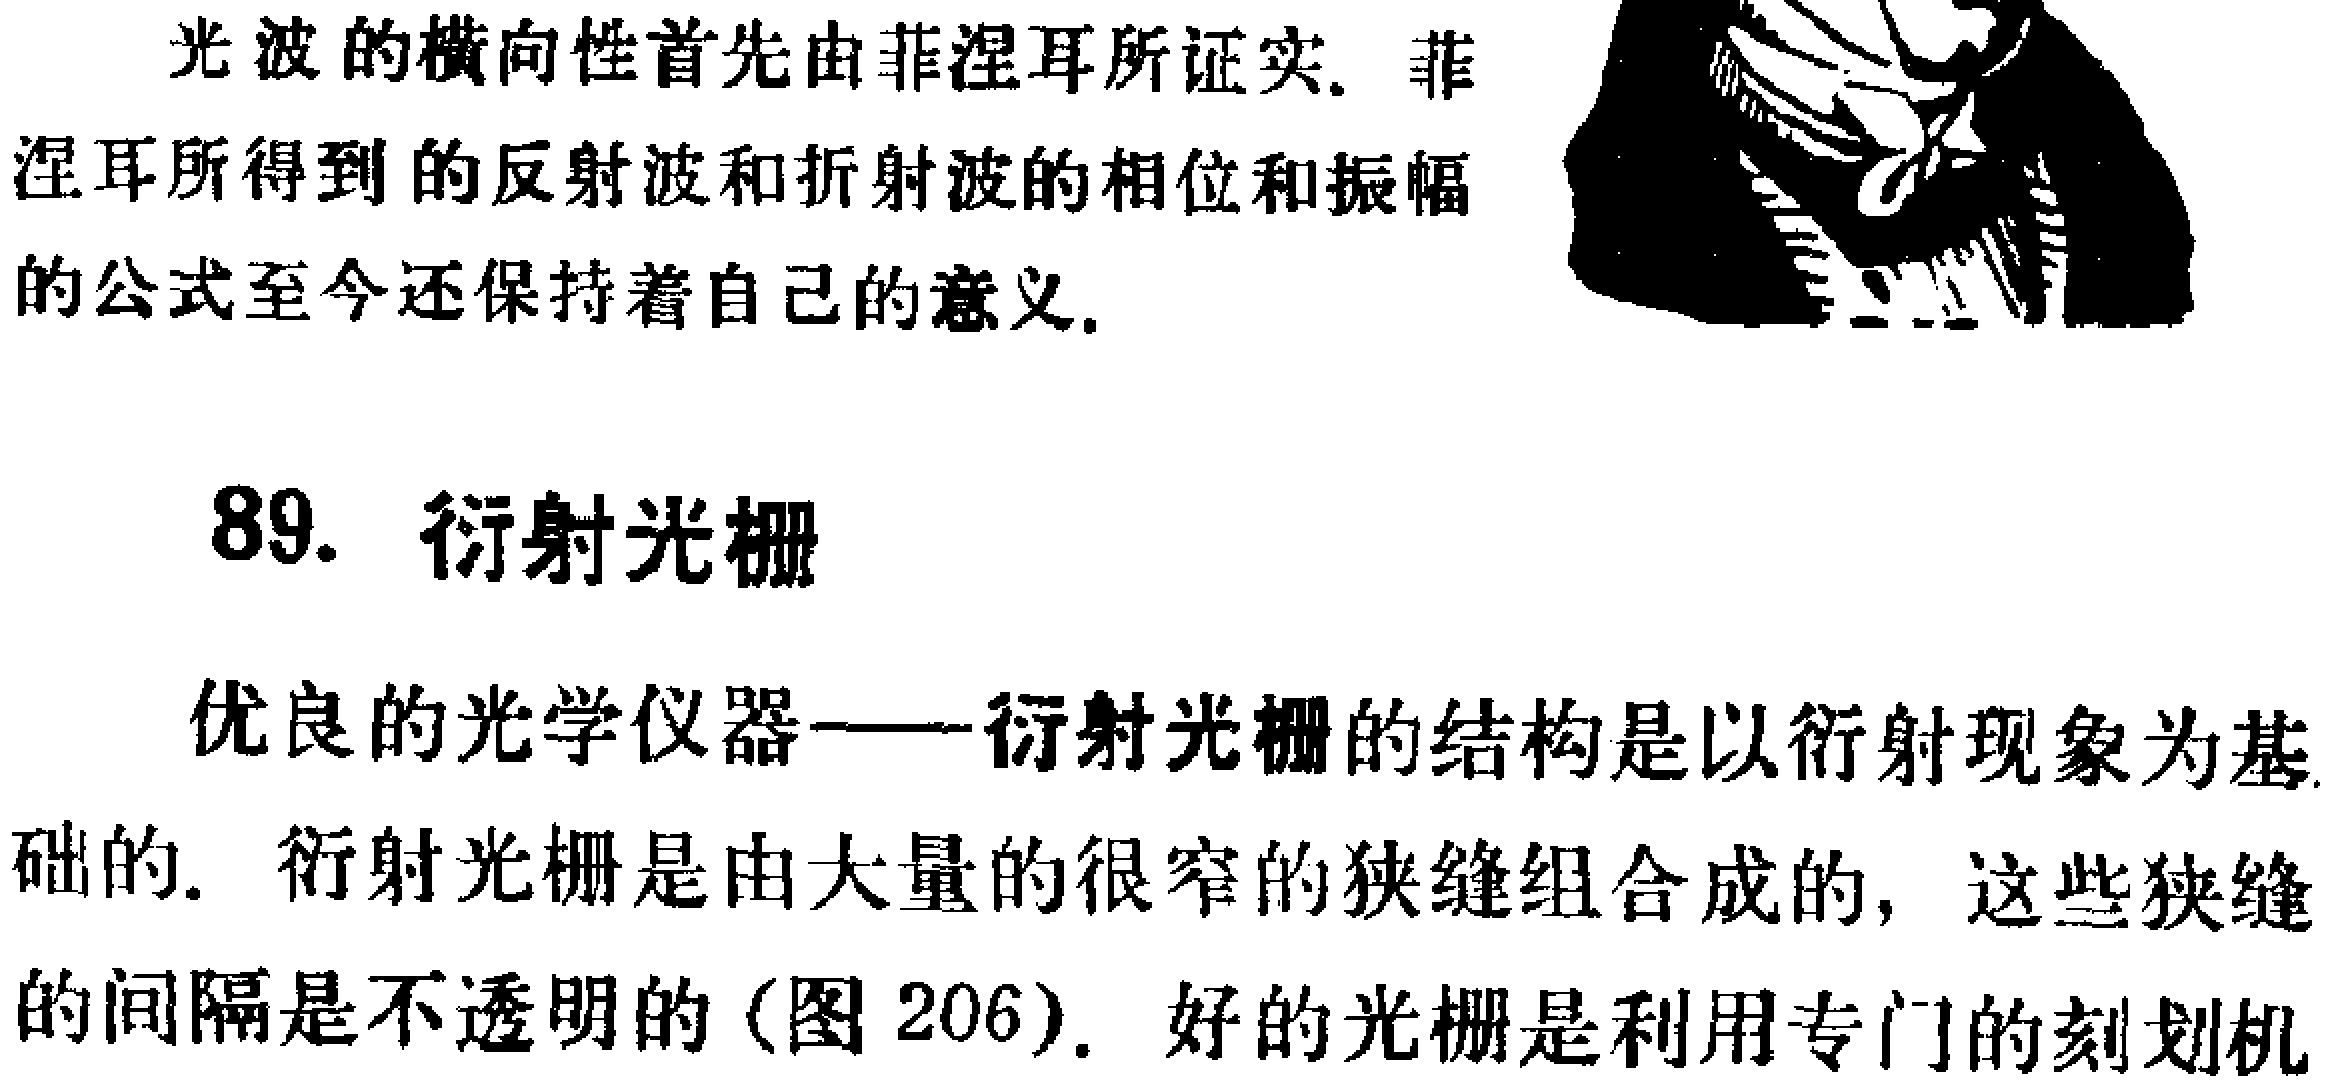 光波的横向性首先由菲涅耳所证实. 菲
涅耳所得到的反射波和折射波的相位和振幅
的公式至今还保持着自己的意义.
89. 衍射光栅
优良的光学仪器——衍射光栅的结构是以衍射现象为基
础的. 衍射光栅是由大量的很窄的狭缝组合成的, 这些狭缝
的间隔是不透明的 (图 206). 好的光栅是利用专门的刻划机